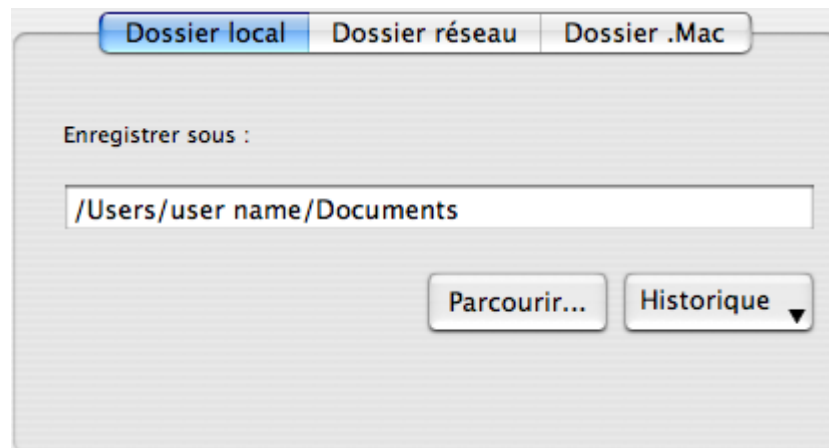 Dossier local Dossier réseau Dossier .Mac
Enregistrer sous :
/Users/user name/Documents
Parcourir... Historique